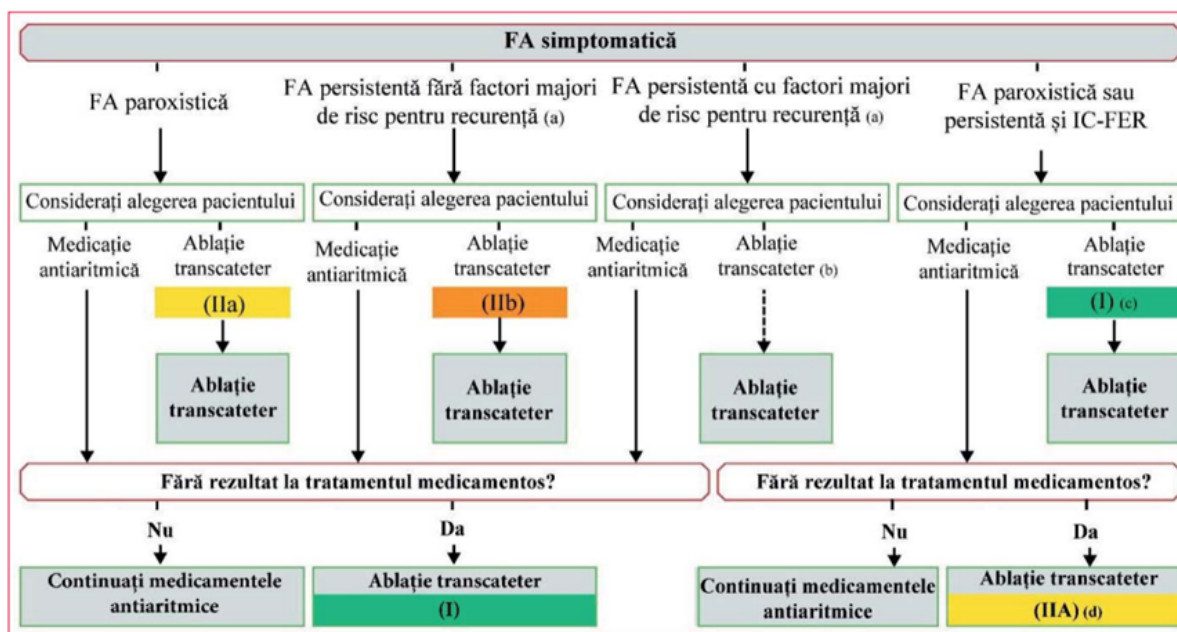 FA simptomatică
FA paroxistică
FA persistentă fără factori majori
de risc pentru recurență (a)
FA persistentă cu factori majori
de risc pentru recurență (a)
FA paroxistică sau
persistentă și IC-FER
Considerați alegerea pacientului
Considerați alegerea pacientului
Considerați alegerea pacientului
Considerați alegerea pacientului
Medicație
antiaritmică
Ablație
transcateter
(IIa)
Medicație
antiaritmică
Ablație
transcateter
(IIb)
Medicație
antiaritmică
Ablație
transcateter (b)
Medicație
antiaritmică
Ablație
transcateter
(I) (c)
Ablație
transcateter
Ablație
transcateter
Ablație
transcateter
Ablație
transcateter
Fără rezultat la tratamentul medicamentos?
Fără rezultat la tratamentul medicamentos?
Nu
Da
Nu
Da
Continuați medicamentele
antiaritmice
Ablație transcateter
(I)
Continuați medicamentele
antiaritmice
Ablație transcateter
(IIA) (d)